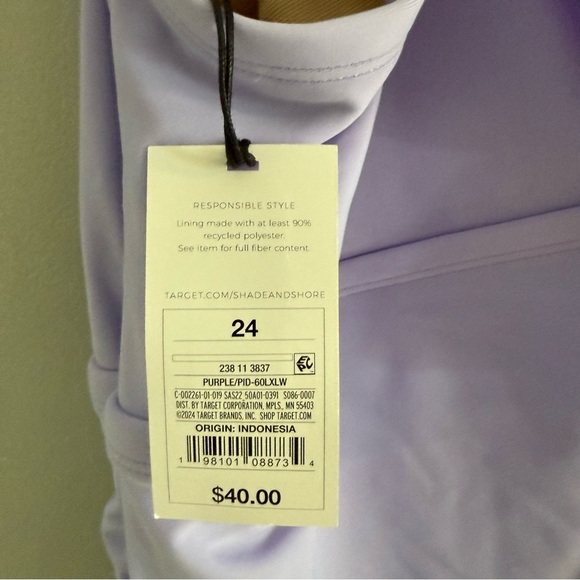 RESPONSIBLE STYLE
Lining made with at least 90%
recycled polyester.
See item for full fiber content.
TARGET.COM/SHADEANDSHORE
24
238 11 3837
PURPLE/PID-60LXLW
C-002261-01-019 SAS22_50A01-0391 S086-0007
DIST. BY TARGET CORPORATION, MPLS., MN 55403
©2024 TARGET BRANDS, INC. SHOP TARGET.COM
ORIGIN: INDONESIA
1 98101 08873 4
$40.00